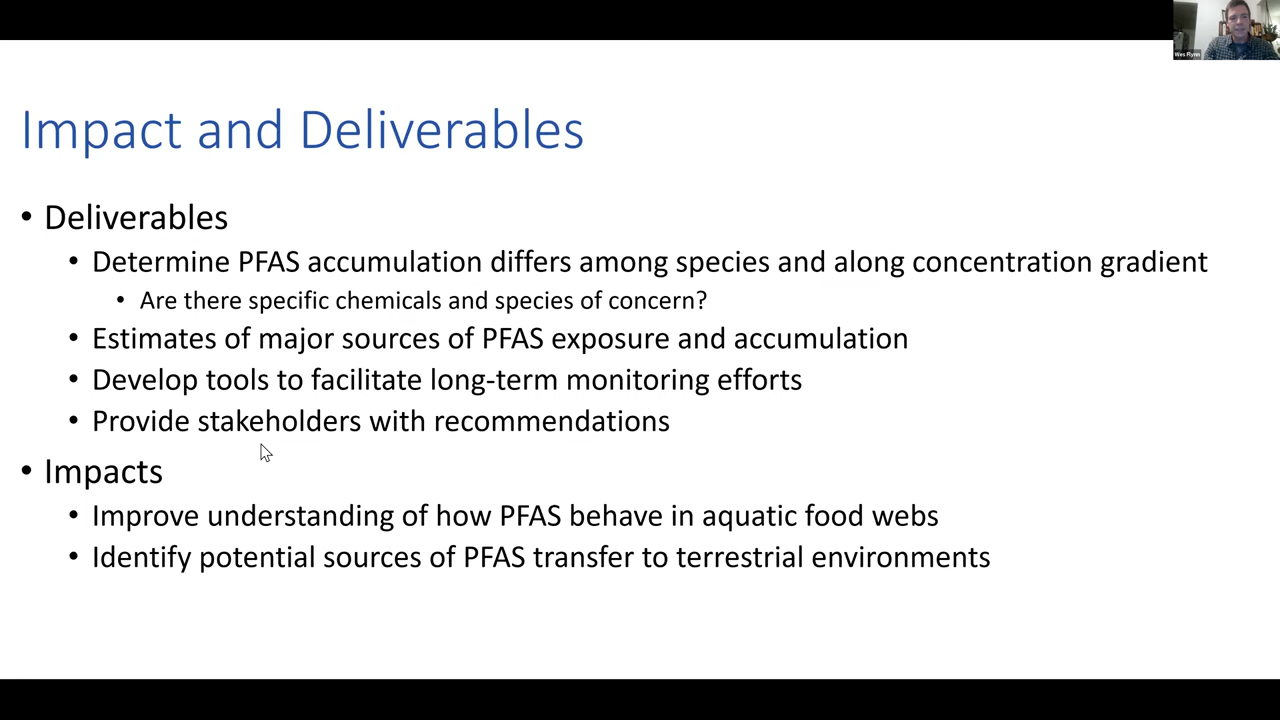 Wes Flynn
Impact and Deliverables
• Deliverables
• Determine PFAS accumulation differs among species and along concentration gradient
• Are there specific chemicals and species of concern?
• Estimates of major sources of PFAS exposure and accumulation
• Develop tools to facilitate long-term monitoring efforts
• Provide stakeholders with recommendations
• Impacts
• Improve understanding of how PFAS behave in aquatic food webs
• Identify potential sources of PFAS transfer to terrestrial environments